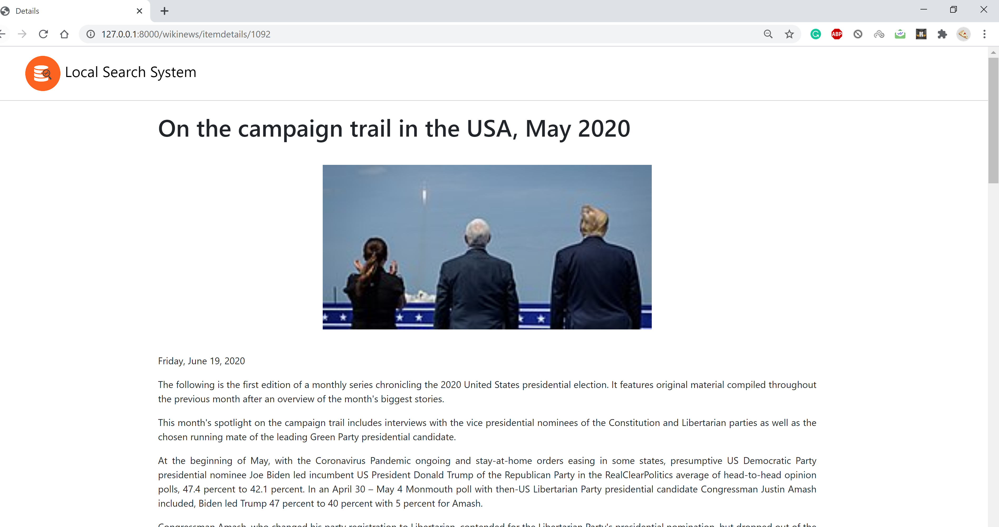 Details
127.0.0.1:8000/wikinews/itemdetails/1092
ABP
Local Search System
On the campaign trail in the USA, May 2020
Friday, June 19, 2020
The following is the first edition of a monthly series chronicling the 2020 United States presidential election. It features original material compiled throughout
the previous month after an overview of the month's biggest stories.
This month's spotlight on the campaign trail includes interviews with the vice presidential nominees of the Constitution and Libertarian parties as well as the
chosen running mate of the leading Green Party presidential candidate.
At the beginning of May, with the Coronavirus Pandemic ongoing and stay-at-home orders easing in some states, presumptive US Democratic Party
presidential nominee Joe Biden led incumbent US President Donald Trump of the Republican Party in the RealClearPolitics average of head-to-head opinion
polls, 47.4 percent to 42.1 percent. In an April 30 – May 4 Monmouth poll with then-US Libertarian Party presidential candidate Congressman Justin Amash
included, Biden led Trump 47 percent to 40 percent with 5 percent for Amash.
Congressman Amash, who changed his party registration to Libertarian, contended for the Libertarian Party's presidential nomination, but dropped out of the